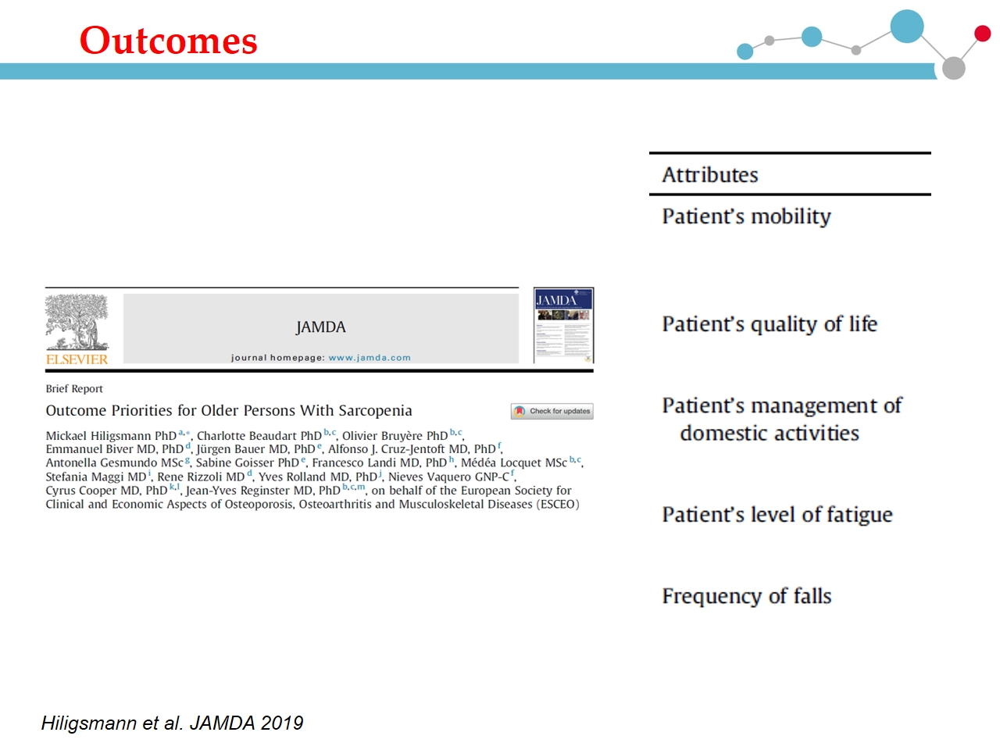 Outcomes
ELSEVIER
JAMDA
journal homepage: www.jamda.com
JAMDA
Brief Report
Outcome Priorities for Older Persons With Sarcopenia
Check for updates
Mickael Hiligsmann PhD a,*, Charlotte Beaudart PhD b,c, Olivier Bruyère PhD b,c,
Emmanuel Biver MD, PhD d, Jürgen Bauer MD, PhD e, Alfonso J. Cruz-Jentoft MD, PhD f,
Antonella Gesmundo MSc g, Sabine Goisser PhD e, Francesco Landi MD, PhD h, Médéa Locquet MSc b,c,
Stefania Maggi MD i, Rene Rizzoli MD d, Yves Rolland MD, PhD j, Nieves Vaquero GNP-C f,
Cyrus Cooper MD, PhD k,l, Jean-Yves Reginster MD, PhD b,c,m, on behalf of the European Society for
Clinical and Economic Aspects of Osteoporosis, Osteoarthritis and Musculoskeletal Diseases (ESCEO)
Attributes
Patient's mobility
Patient's quality of life
Patient's management of
domestic activities
Patient's level of fatigue
Frequency of falls
Hiligsmann et al. JAMDA 2019